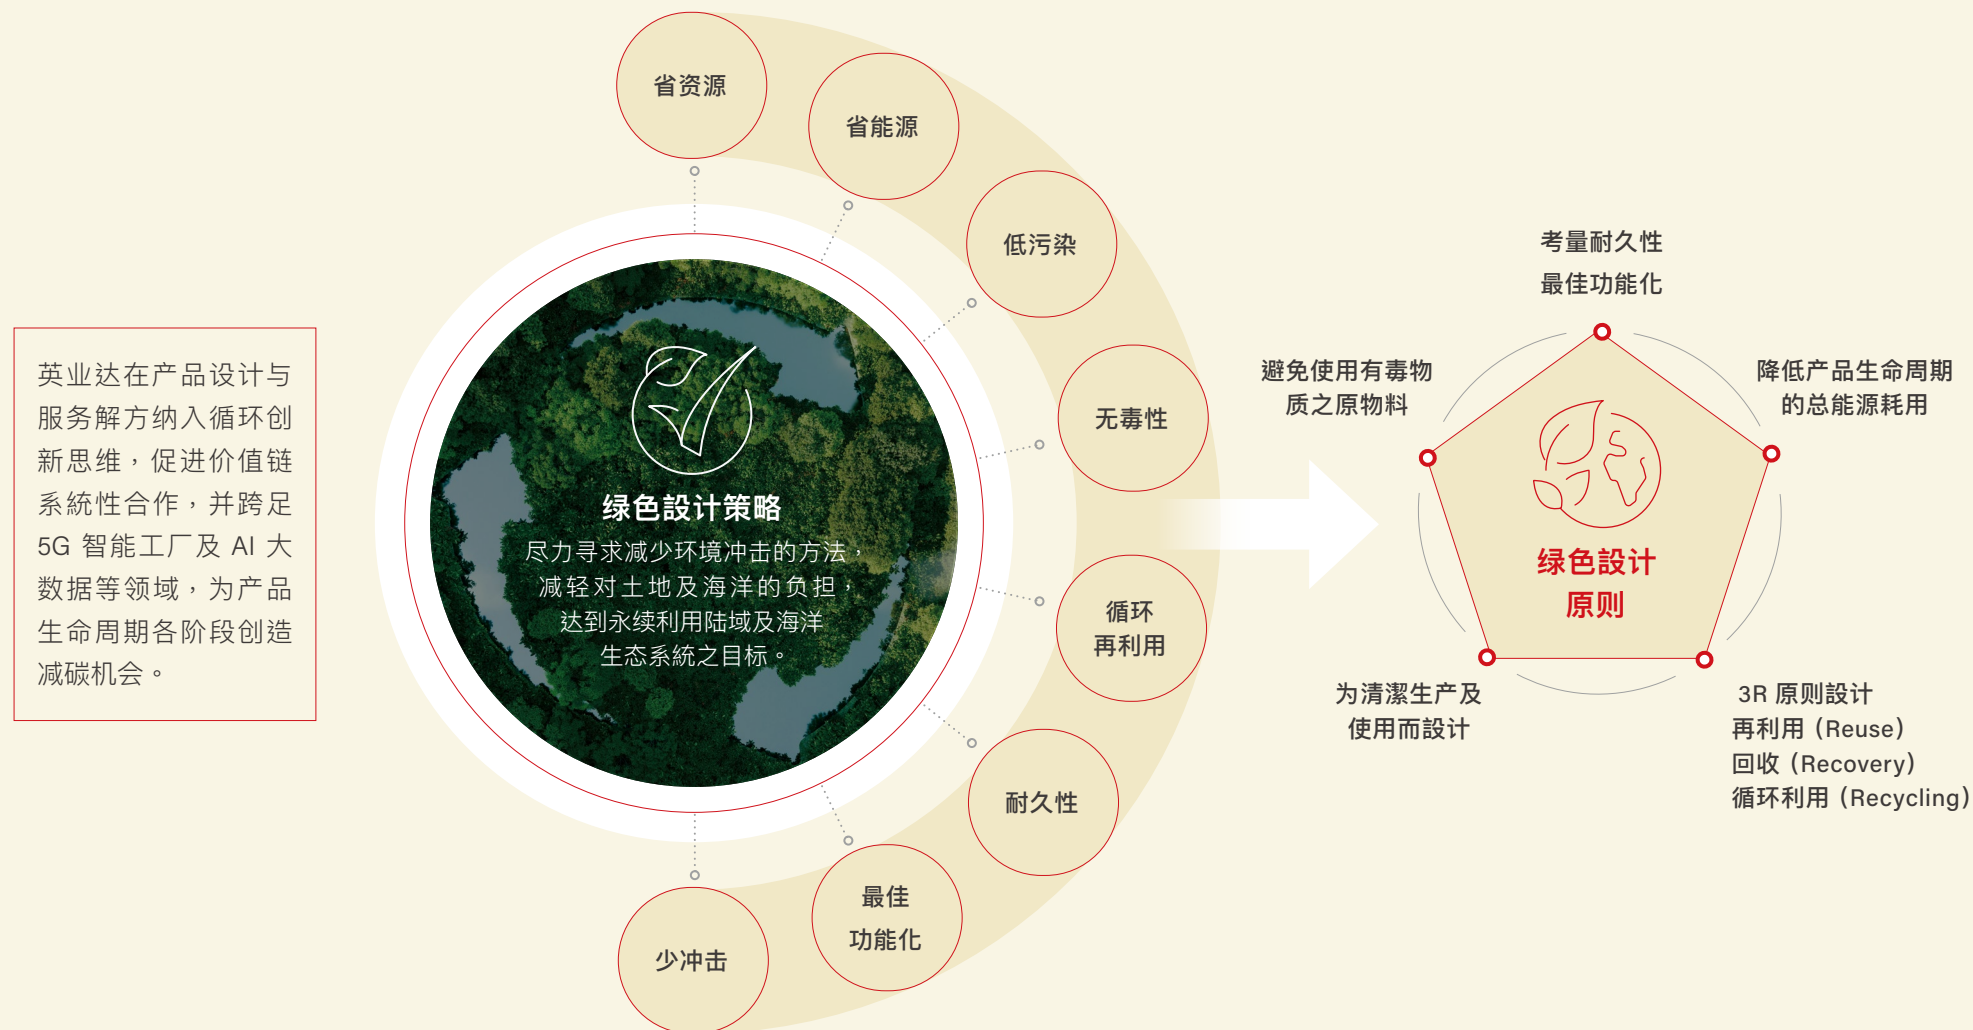 英业达在产品设计与
服务解方纳入循环创
新思维，促进价值链
系統性合作，并跨足
5G 智能工厂及 AI 大
数据等领域，为产品
生命周期各阶段创造
减碳机会。
省资源
省能源
低污染
无毒性
循环
再利用
耐久性
最佳
功能化
少冲击
绿色設计策略
尽力寻求减少环境冲击的方法，
减轻对土地及海洋的负担，
达到永续利用陆域及海洋
生态系統之目标。
考量耐久性
最佳功能化
避免使用有毒物
质之原物料
降低产品生命周期
的总能源耗用
绿色設计
原则
为清潔生产及
使用而設计
3R 原则設计
再利用 (Reuse)
回收 (Recovery)
循环利用 (Recycling)